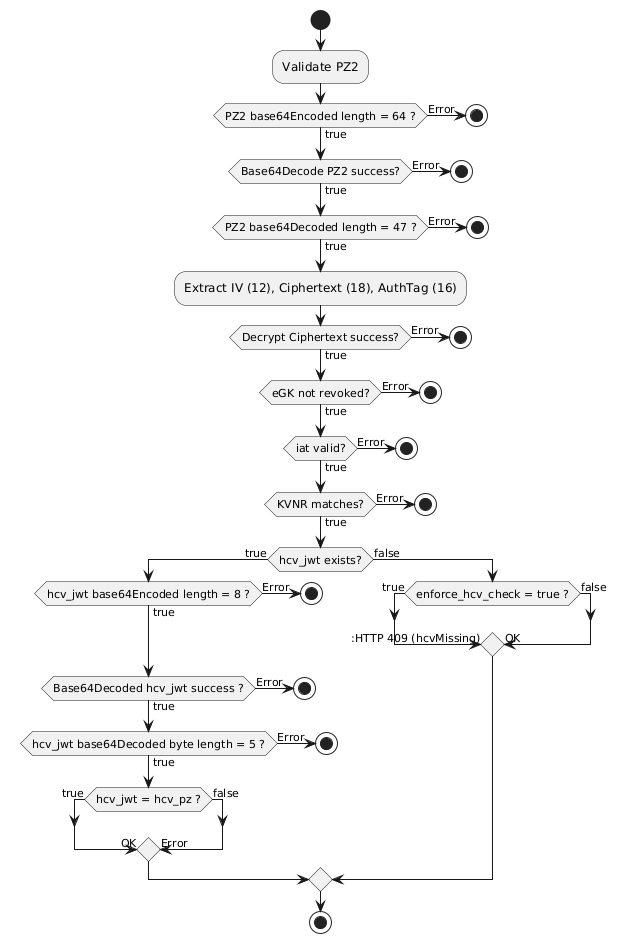 Validate PZ2
PZ2 base64Encoded length = 64 ?
Error
true
Base64Decode PZ2 success?
Error
true
PZ2 base64Decoded length = 47 ?
Error
true
Extract IV (12), Ciphertext (18), AuthTag (16)
Decrypt Ciphertext success?
Error
true
eGK not revoked?
Error
true
iat valid?
Error
true
KVNR matches?
Error
true
true
hcv_jwt exists?
false
hcv_jwt base64Encoded length = 8 ?
Error
true
true
enforce_hcv_check = true ?
false
:HTTP 409 (hcvMissing)
OK
Base64Decoded hcv_jwt success ?
Error
true
hcv_jwt base64Decoded byte length = 5 ?
Error
true
true
hcv_jwt = hcv_pz ?
false
OK
Error